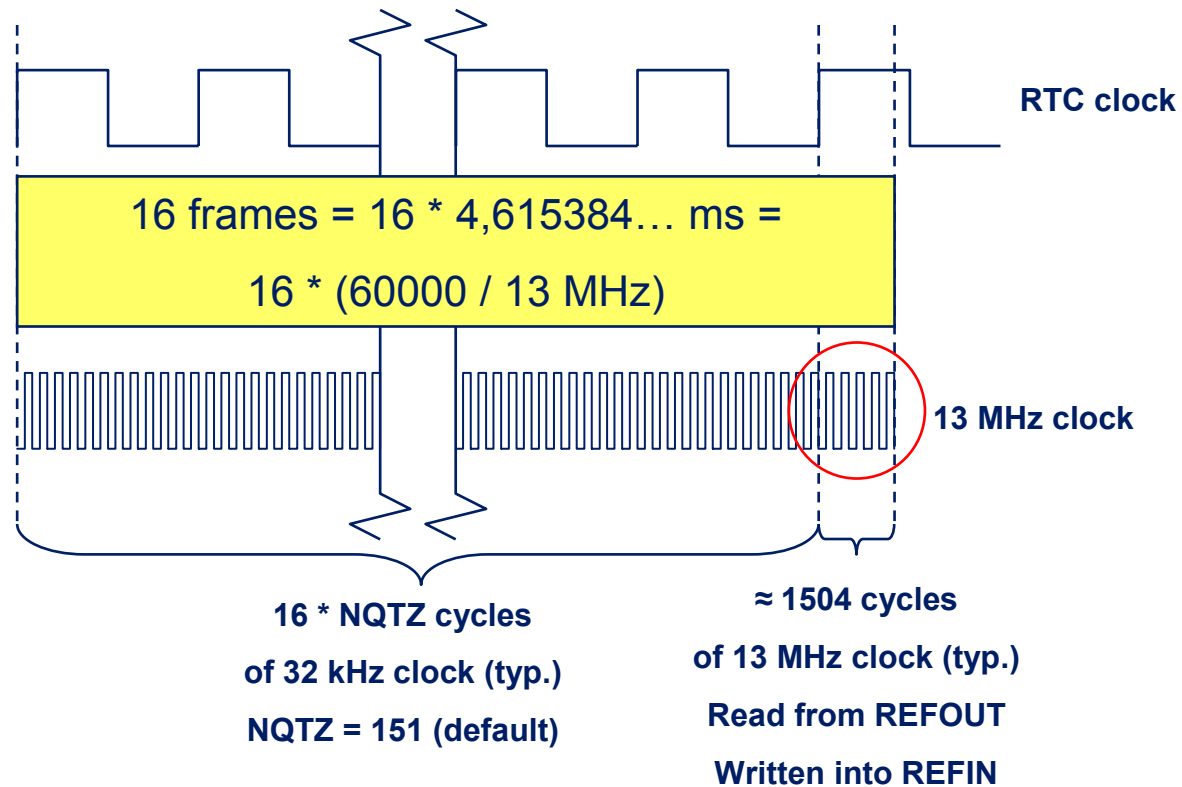 RTC clock
16 frames = 16 * 4,615384… ms =
16 * (60000 / 13 MHz)
13 MHz clock
16 * NQTZ cycles
of 32 kHz clock (typ.)
NQTZ = 151 (default)
≈ 1504 cycles
of 13 MHz clock (typ.)
Read from REFOUT
Written into REFIN